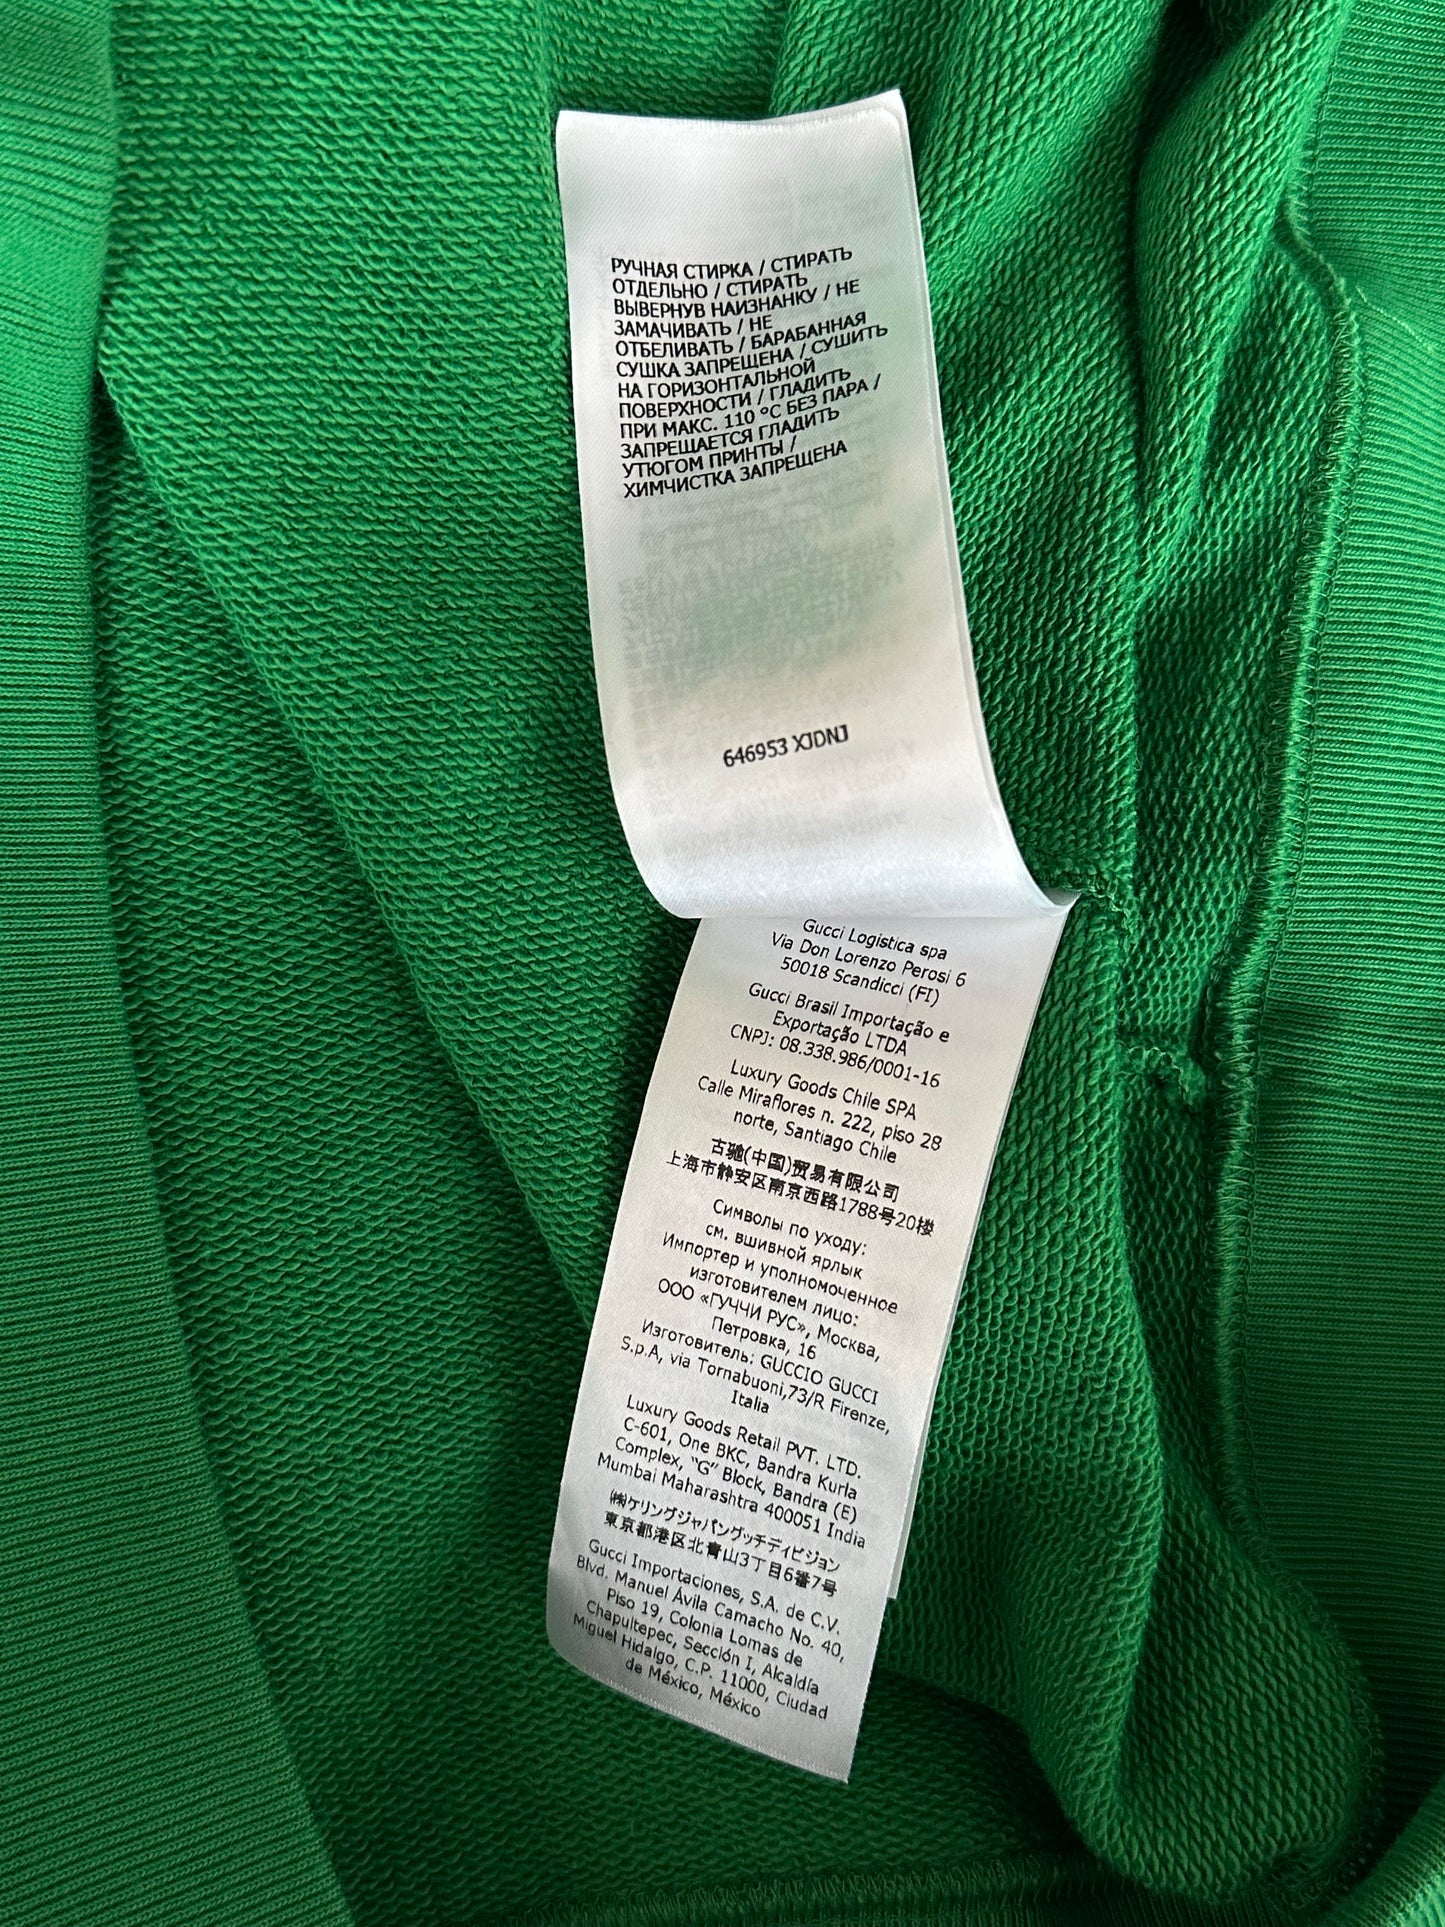 РУЧНАЯ СТИРКА / СТИРАТЬ
ОТДЕЛЬНО / СТИРАТЬ
ВЫВЕРНУВ НАИЗНАНКУ / НЕ
ЗАМАЧИВАТЬ / НЕ
ОТБЕЛИВАТЬ / БАРАБАННАЯ
СУШКА ЗАПРЕЩЕНА / СУШИТЬ
НА ГОРИЗОНТАЛЬНОЙ
ПОВЕРХНОСТИ / ГЛАДИТЬ
ПРИ МАКС. 110 °C БЕЗ ПАРА /
ЗАПРЕЩАЕТСЯ ГЛАДИТЬ
УТЮГОМ ПРИНТЫ /
ХИМЧИСТКА ЗАПРЕЩЕНА
646953 XJDNJ
Gucci Logistica spa
Via Don Lorenzo Perosi 6
50018 Scandicci (FI)
Gucci Brasil Importação e
Exportação LTDA
CNPJ: 08.338.986/0001-16
Luxury Goods Chile SPA
Calle Miraflores n. 222, piso 28
norte, Santiago Chile
古驰(中国)贸易有限公司
上海市静安区南京西路1788号20楼
Символы по уходу:
см. вшивной ярлык
Импортер и уполномоченное
изготовителем лицо:
ООО «ГУЧЧИ РУС», Москва,
Петровка, 16
Изготовитель: GUCCIO GUCCI
S.p.A, via Tornabuoni,73/R Firenze,
Italia
Luxury Goods Retail PVT. LTD.
C-601, One BKC, Bandra Kurla
Complex, "G" Block, Bandra (E)
Mumbai Maharashtra 400051 India
㈱ケリングジャパングッチディビジョン
東京都港区北青山3丁目6番7号
Gucci Importaciones, S.A. de C.V.
Blvd. Manuel Ávila Camacho No. 40,
Piso 19, Colonia Lomas de
Chapultepec, Sección I, Alcaldía
Miguel Hidalgo, C.P. 11000, Ciudad
de México, México